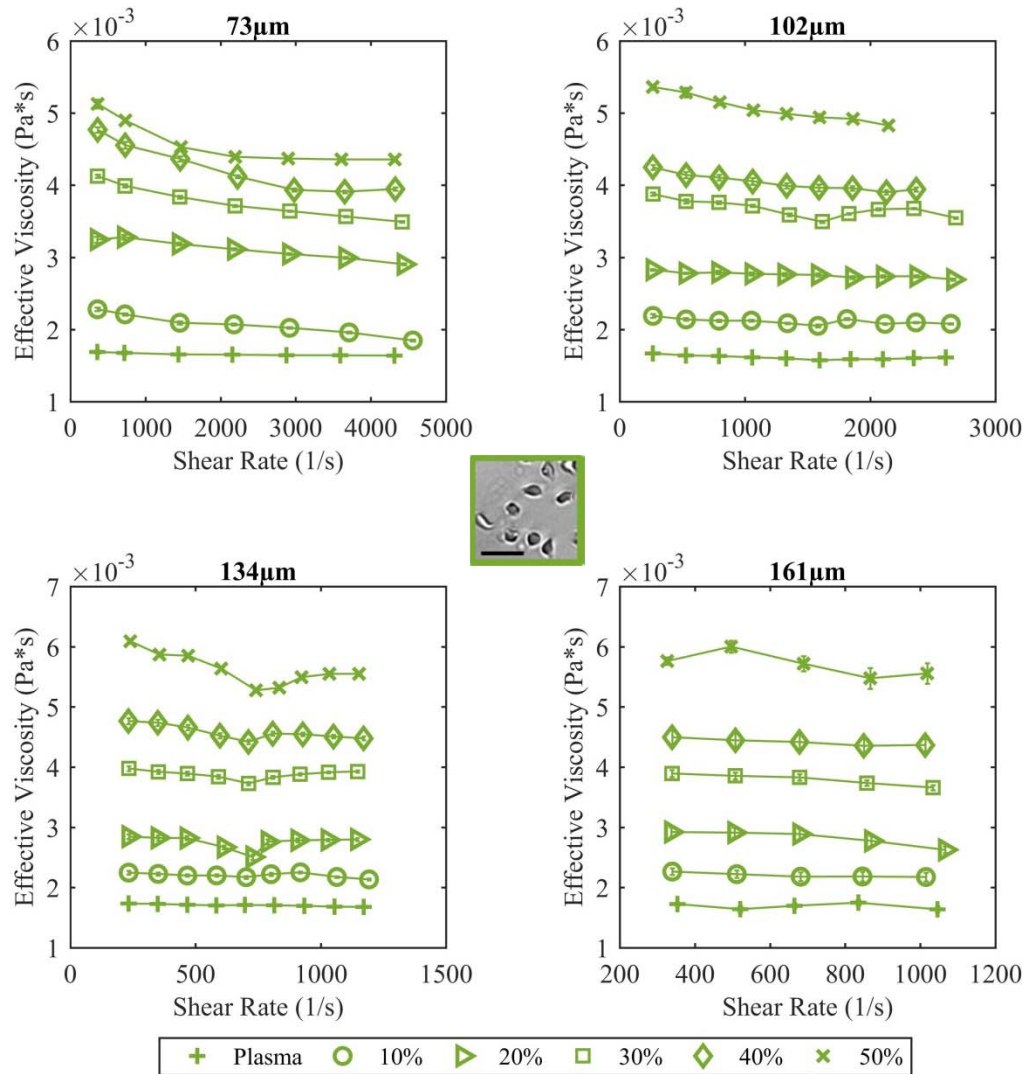 73μm
×10⁻³
6
5
4
3
2
1
Effective Viscosity (Pa*s)
0 1000 2000 3000 4000 5000
Shear Rate (1/s)
102μm
×10⁻³
6
5
4
3
2
1
Effective Viscosity (Pa*s)
0 1000 2000 3000
Shear Rate (1/s)
134μm
×10⁻³
7
6
5
4
3
2
1
Effective Viscosity (Pa*s)
0 500 1000 1500
Shear Rate (1/s)
161μm
×10⁻³
7
6
5
4
3
2
1
Effective Viscosity (Pa*s)
200 400 600 800 1000 1200
Shear Rate (1/s)
Plasma 10% 20% 30% 40% 50%